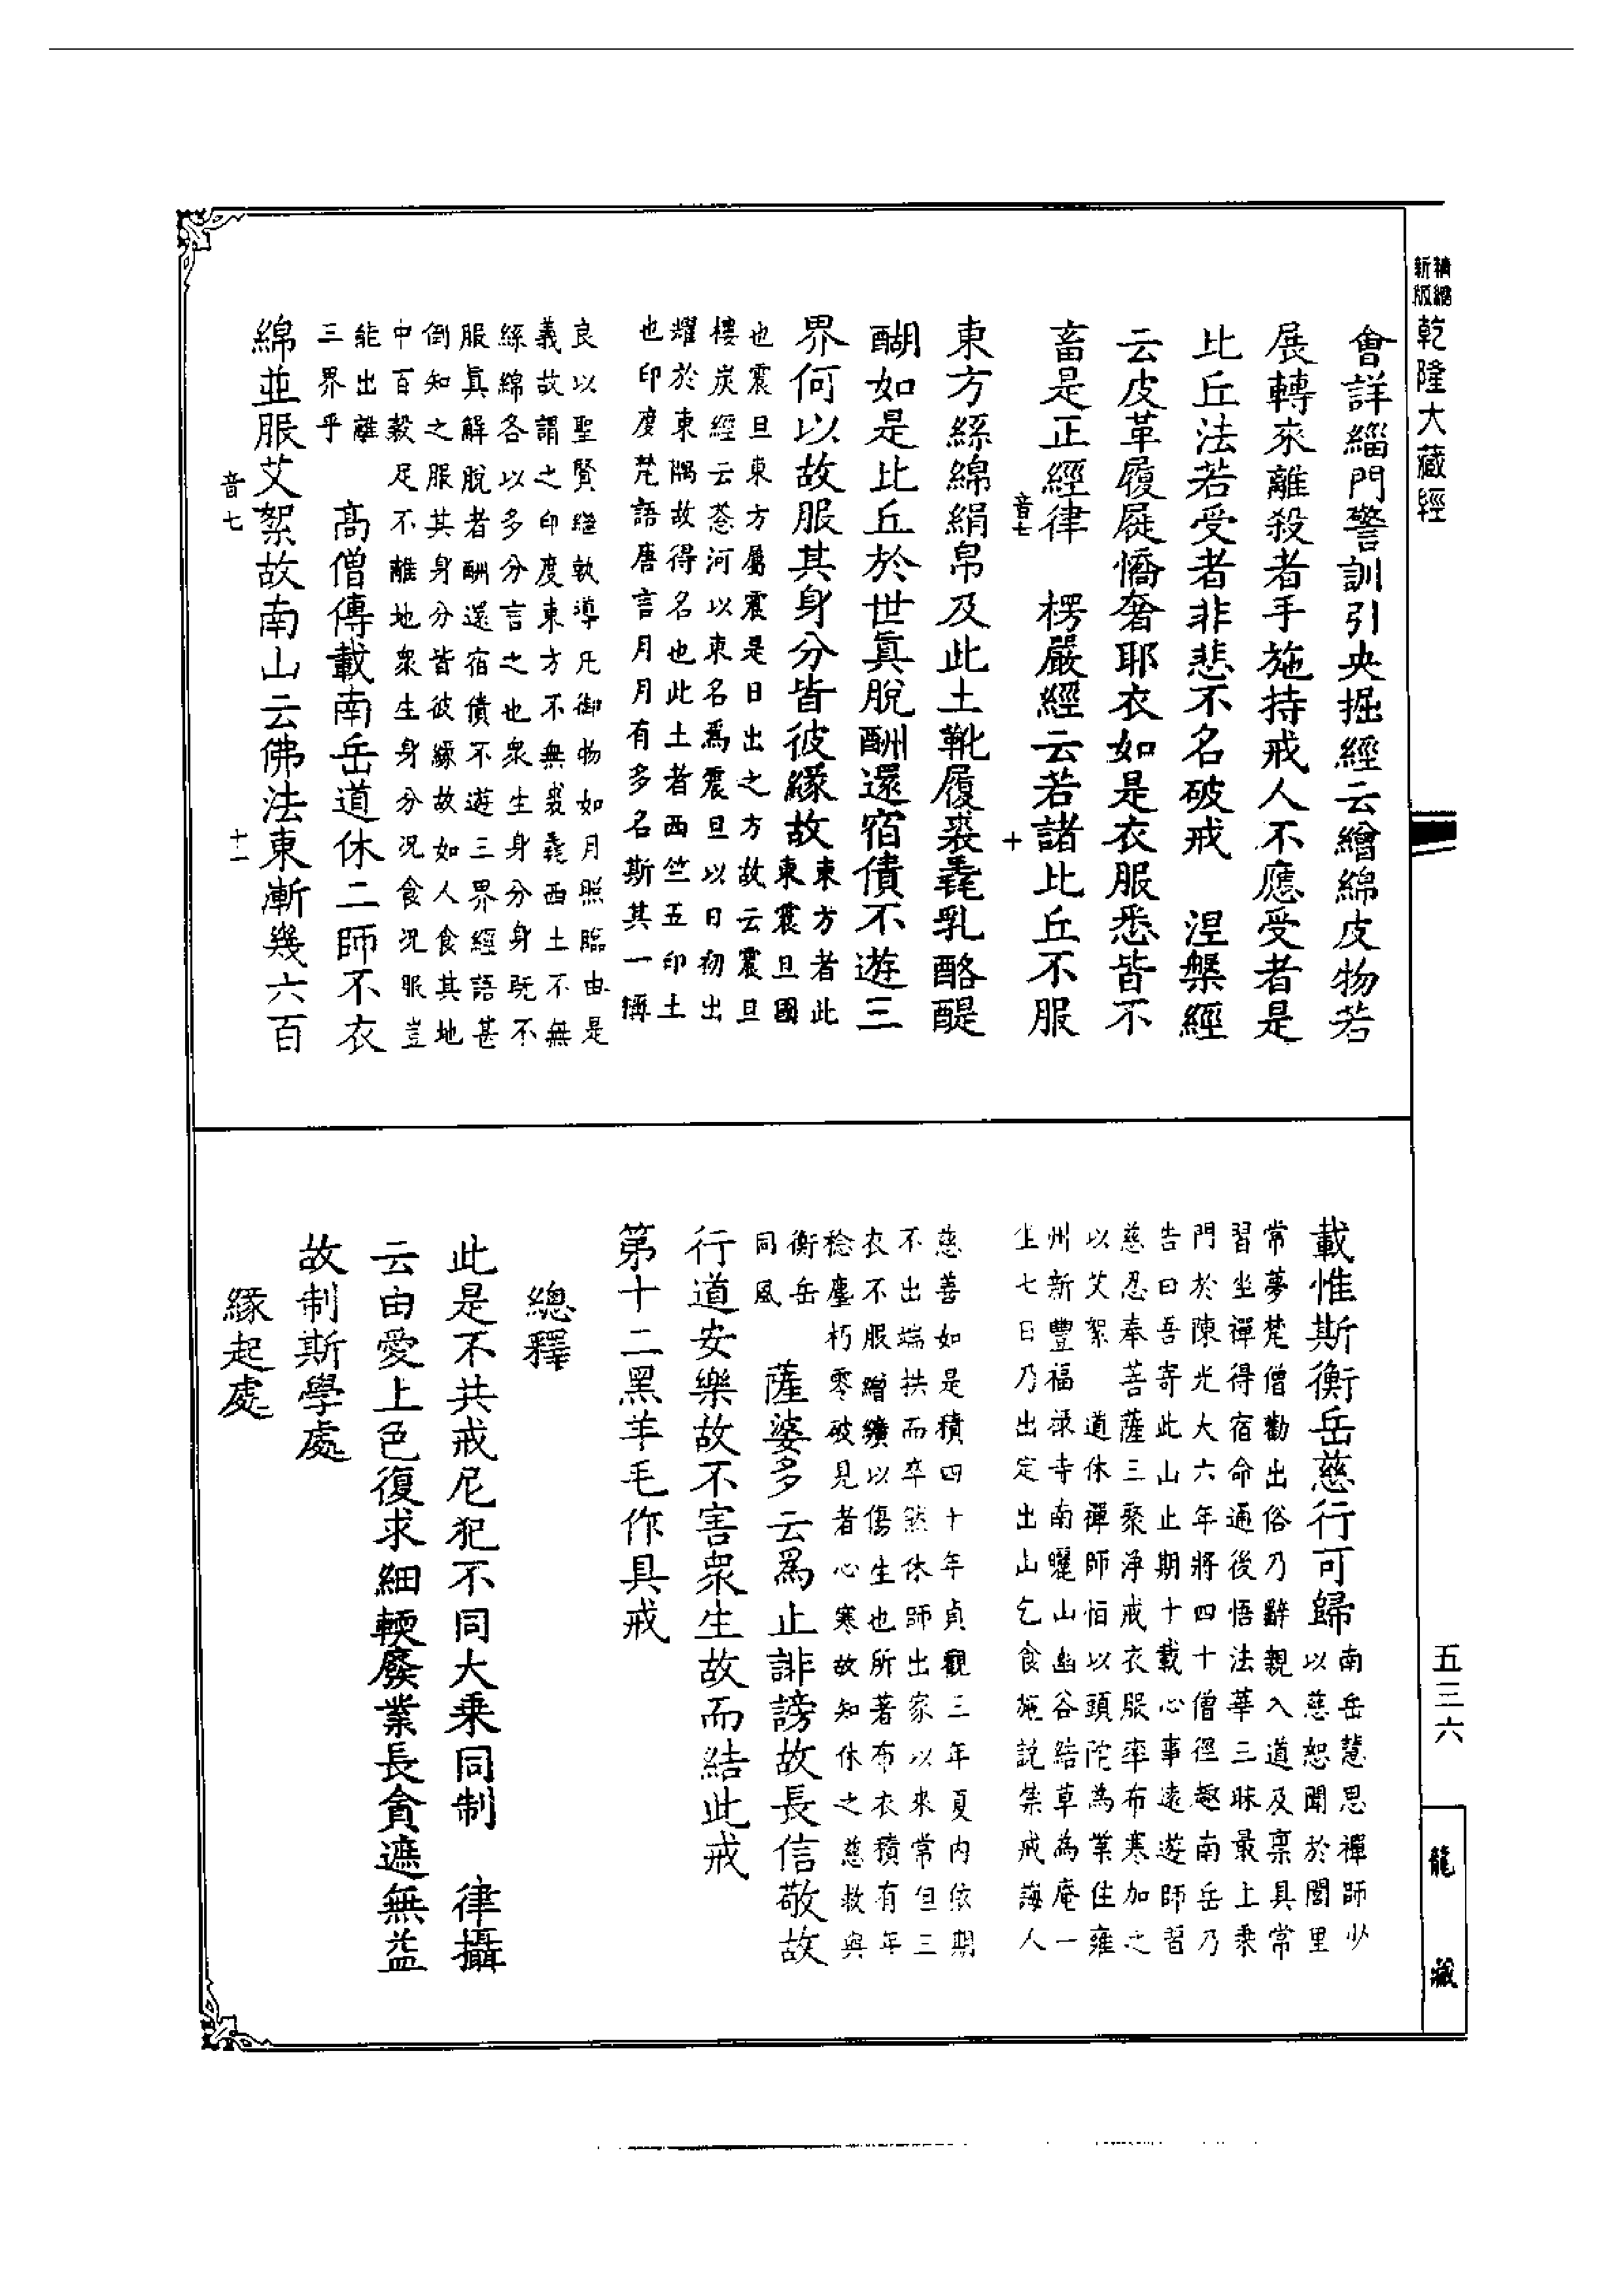 精縮新版乾隆大藏經
會詳緇門警訓引央掘經云繒綿皮物若
展轉來離殺者手施持戒人不應受者是
比丘法若受者非悲不名破戒　涅槃經
云皮革履屣憍奢耶衣如是衣服悉皆不
畜是正經律　楞嚴經云若諸比丘不服
音七　十
東方絲綿絹帛及此土靴履裘毳乳酪醍
醐如是比丘於世眞脫酬還宿債不遊三
界何以故服其身分皆彼緣故東方者此
東震旦國
也震旦東方屬震是日出之方故云震旦
樓炭經云葱河以東名爲震旦以日初出
耀於東隅故得名也此土者西竺五印土
也印度梵語唐言月月有多名斯其一稱
良以聖賢繼軌導凡御物如月照臨由是
義故謂之印度東方不無裘毳西土不無
絲綿各以多分言之也衆生身分身既不
服眞解脫者酬還宿債不遊三界經語甚
倒知之服其身分皆彼緣故如人食其地
中百穀足不離地衆生身分況食況服豈
能出離
三界乎
高僧傳載南岳道休二師不衣
綿並服艾絮故南山云佛法東漸幾六百
音七　十一
載惟斯衡岳慈行可歸南岳慧思禪師少
以慈恕聞於閭里
常夢梵僧勸出俗乃辭親入道及禀具常
習坐禪得宿命通後悟法華三昧最上乘
門於陳光大六年將四十僧徑趣南岳乃
告曰吾寄此山止期十載必事遠遊師習
慈忍奉菩薩三聚淨戒衣服率布寒加之
以艾絮　道休禪師恒以頭陀為業住雍
州新豐福祿寺南驪山幽谷結草為庵一
坐七日乃出定出山乞食施說禁戒誨人
慈善如是積四十年貞觀三年夏內依期
不出端拱而卒然休師出家以來常但三
衣不服繒纊以傷生也所著布衣積有年
稔塵朽零破見者心寒故知休之慈救與
衡岳
同風
薩婆多云爲止誹謗故長信敬故
行道安樂故不害衆生故而結此戒
第十二黑羊毛作具戒
總釋
此是不共戒尼犯不同大乘同制　律攝
云由愛上色復求細輭廢業長貪遮無益
故制斯學處
緣起處
五三六
龍藏